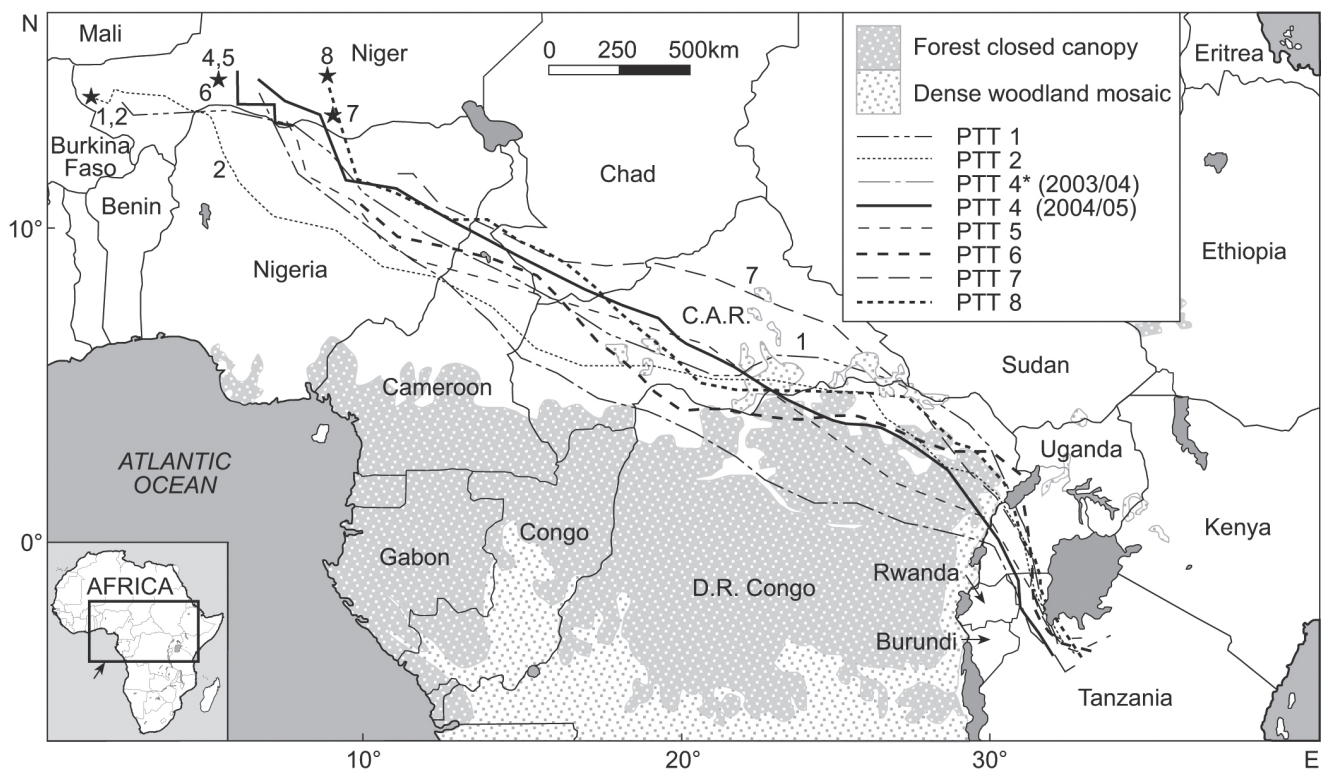 N
Mali
Niger
4,5
8
6
7
1,2
0 250 500km
Burkina
Faso
Benin
2
Nigeria
Chad
Forest closed canopy
Dense woodland mosaic
PTT 1
PTT 2
PTT 4* (2003/04)
PTT 4 (2004/05)
PTT 5
PTT 6
PTT 7
PTT 8
Eritrea
Ethiopia
10°
7
C.A.R.
1
Sudan
Cameroon
Uganda
ATLANTIC
OCEAN
0°
Congo
Gabon
Kenya
D.R. Congo
Rwanda
Burundi
Tanzania
AFRICA
10°
20°
30°
E